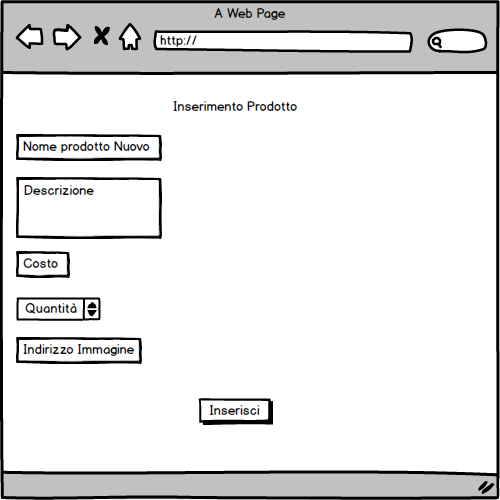 A Web Page
http://
Inserimento Prodotto
Nome prodotto Nuovo
Descrizione
Costo
Quantità
Indirizzo Immagine
Inserisci